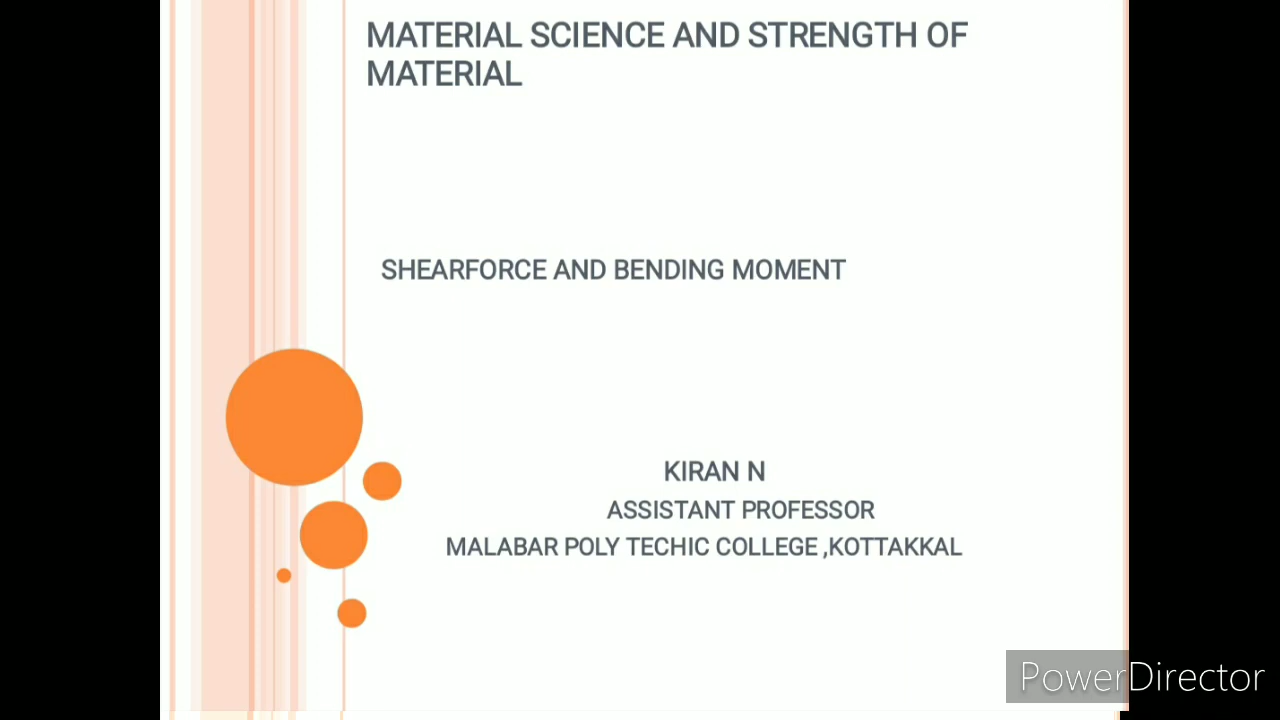 MATERIAL SCIENCE AND STRENGTH OF
MATERIAL
SHEARFORCE AND BENDING MOMENT
KIRAN N
ASSISTANT PROFESSOR
MALABAR POLY TECHIC COLLEGE ,KOTTAKKAL
PowerDirector